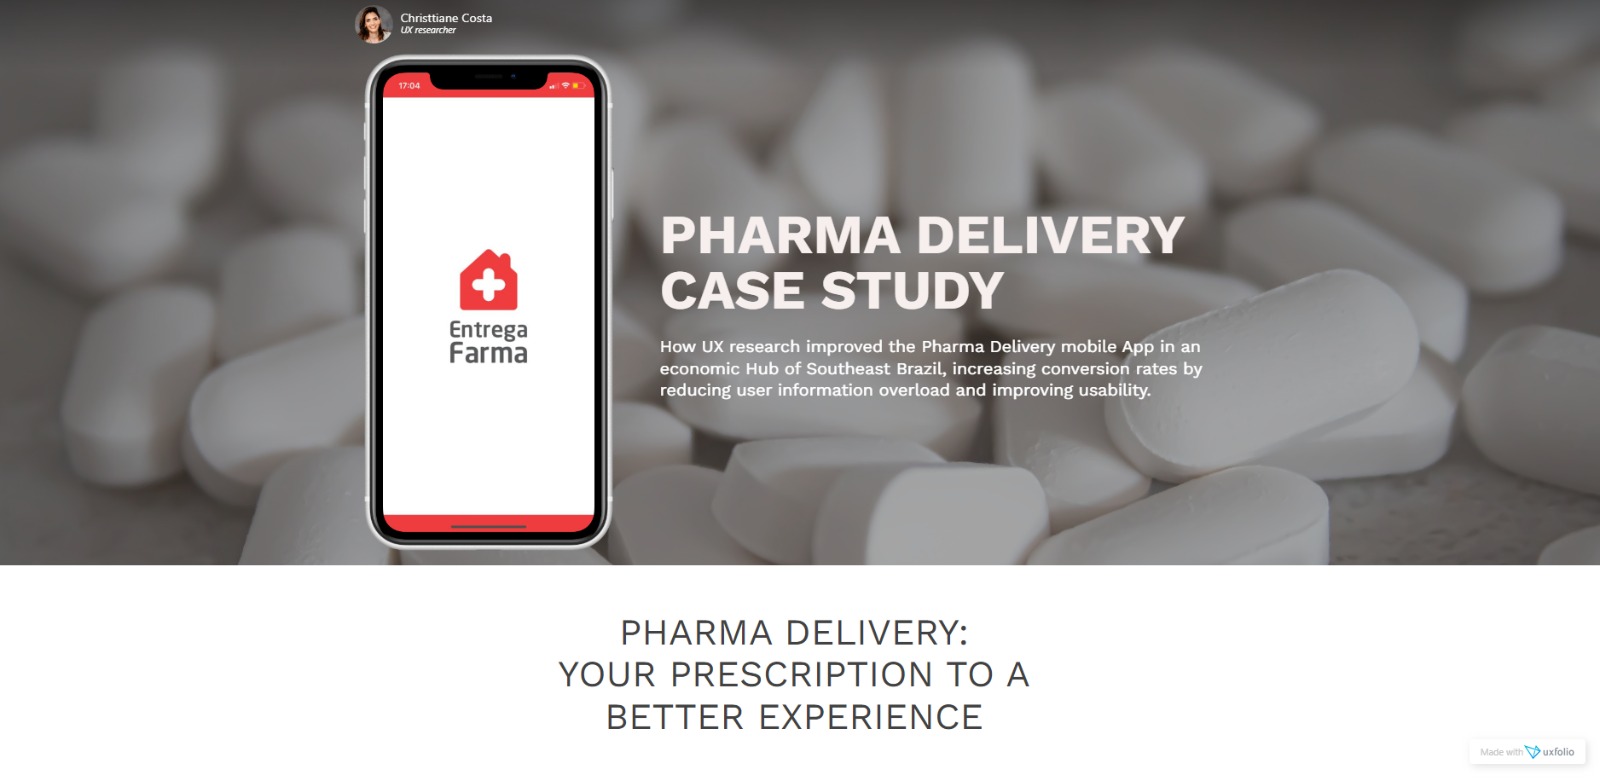 Christtiane Costa
UX researcher
17:04
Entrega
Farma
PHARMA DELIVERY
CASE STUDY
How UX research improved the Pharma Delivery mobile App in an
economic Hub of Southeast Brazil, increasing conversion rates by
reducing user information overload and improving usability.
PHARMA DELIVERY:
YOUR PRESCRIPTION TO A
BETTER EXPERIENCE
Made with uxfolio